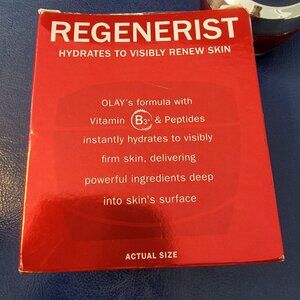 REGENERIST
HYDRATES TO VISIBLY RENEW SKIN
OLAY's formula with
Vitamin B3+ & Peptides
instantly hydrates to visibly
firm skin, delivering
powerful ingredients deep
into skin's surface
ACTUAL SIZE